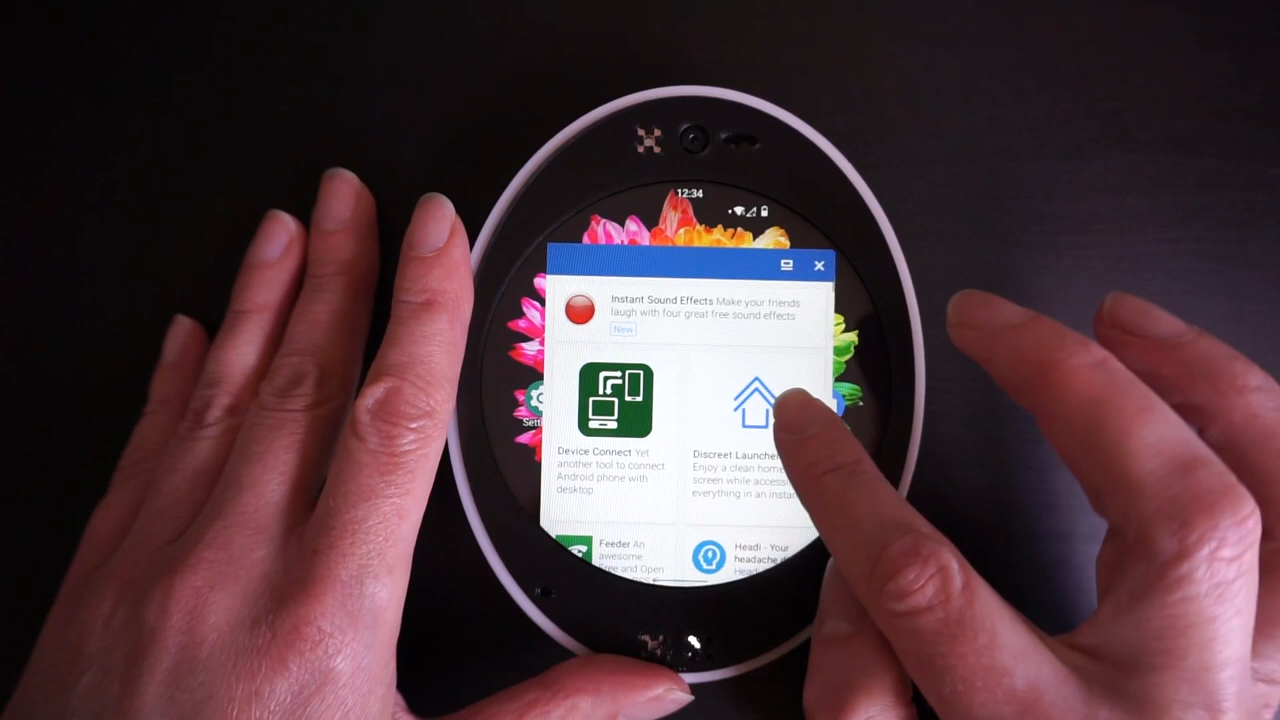 12:34
Instant Sound Effects Make your friends
laugh with four great free sound effects
New
Device Connect Yet
another tool to connect
Android phone with
desktop
Discreet Launcher
Enjoy a clean home
screen while
everything in an
Feeder An
awesome
Free and Open
Headi - Your
headache